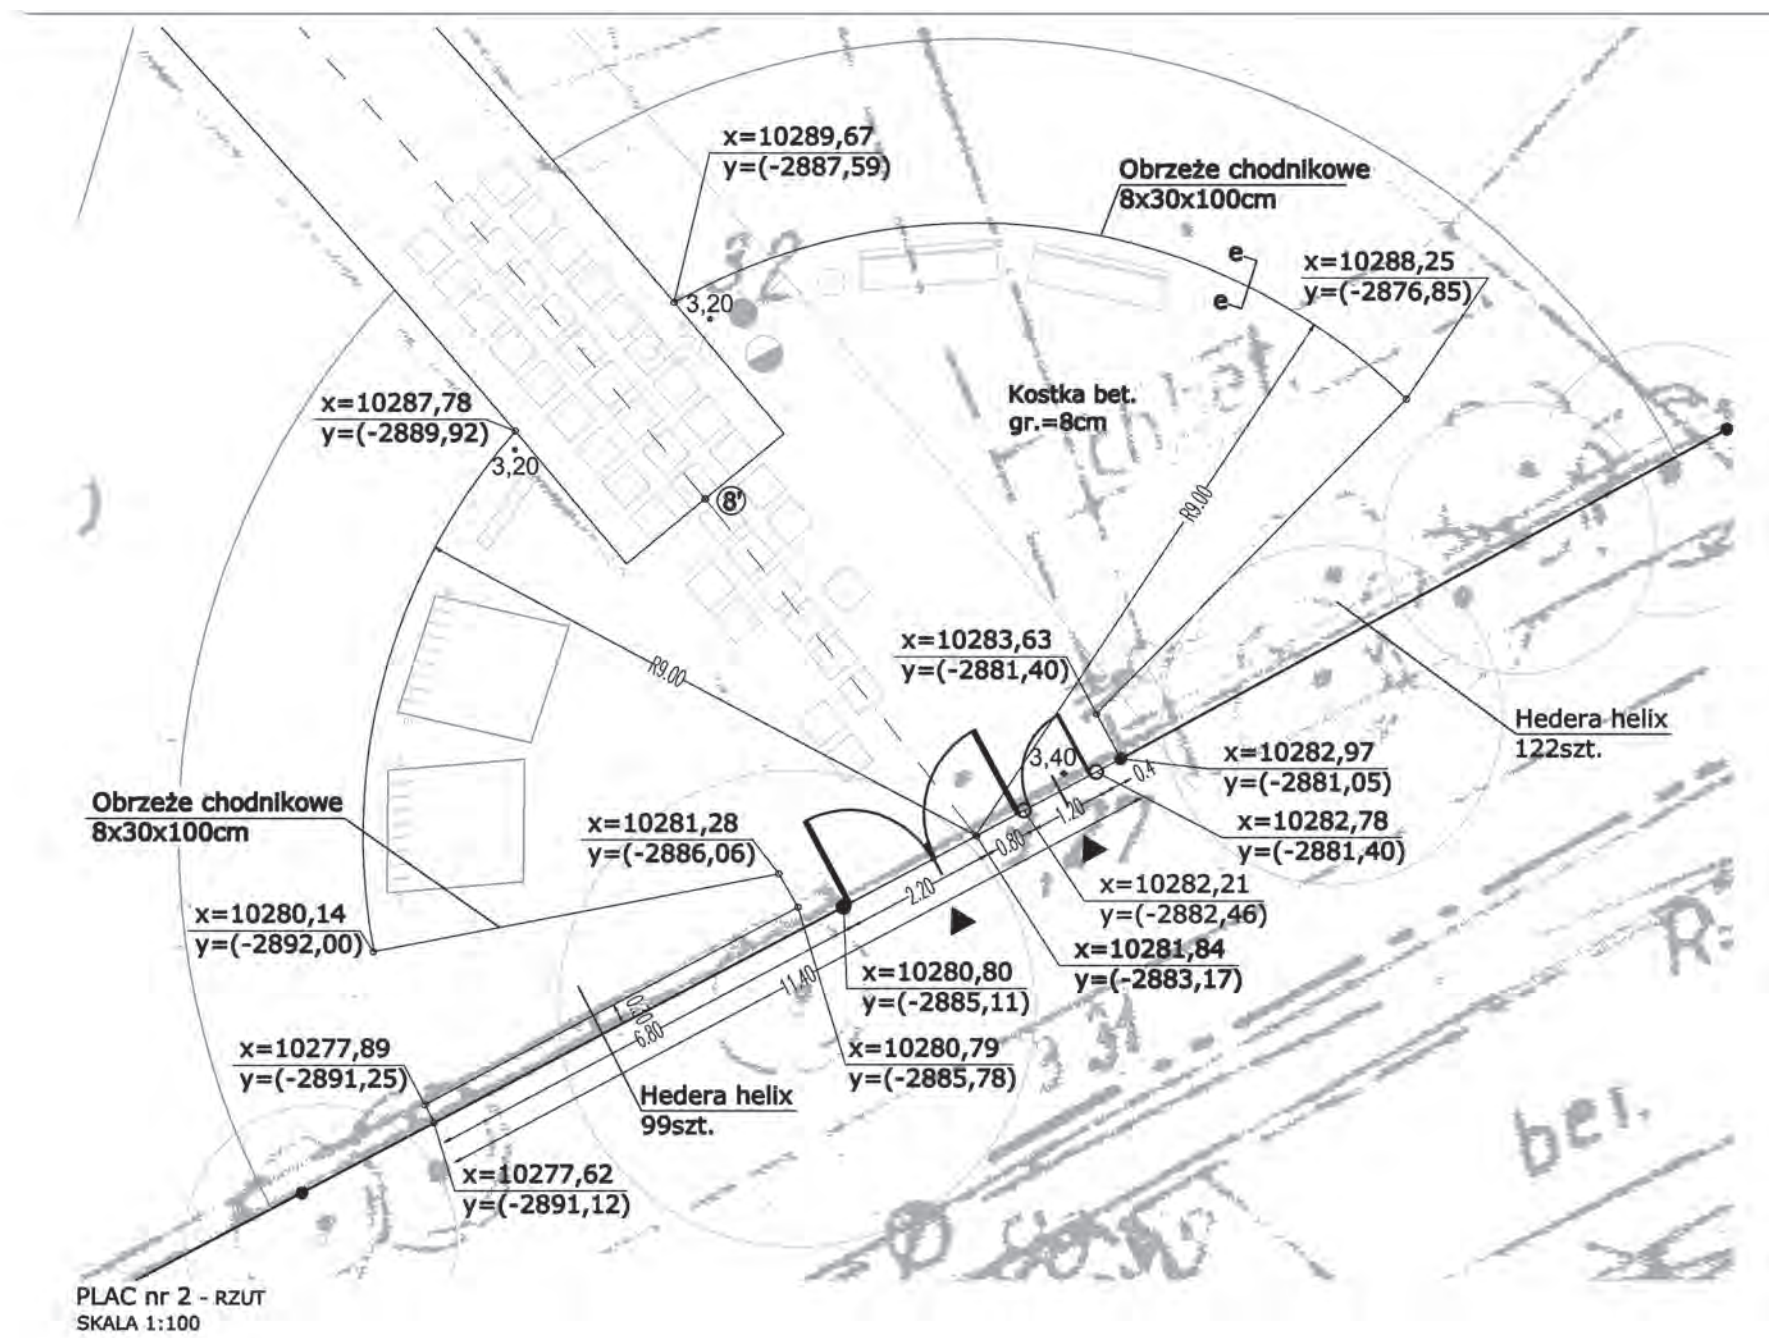 x=10289,67
y=(-2887,59)
Obrzeże chodnikowe
8x30x100cm
32
e
e
x=10288,25
y=(-2876,85)
3,20
x=10287,78
y=(-2889,92)
3,20
Kostka bet.
gr.=8cm
8'
R9.00
R9.00
x=10283,63
y=(-2881,40)
Hedera helix
122szt.
3,40
x=10282,97
y=(-2881,05)
0.4
1.20
0.80
2.20
11.40
6.80
Obrzeże chodnikowe
8x30x100cm
x=10281,28
y=(-2886,06)
x=10282,78
y=(-2881,40)
x=10282,21
y=(-2882,46)
x=10280,14
y=(-2892,00)
x=10281,84
y=(-2883,17)
x=10280,80
y=(-2885,11)
x=10277,89
y=(-2891,25)
x=10280,79
y=(-2885,78)
Hedera helix
99szt.
bet.
x=10277,62
y=(-2891,12)
PLAC nr 2 - RZUT
SKALA 1:100